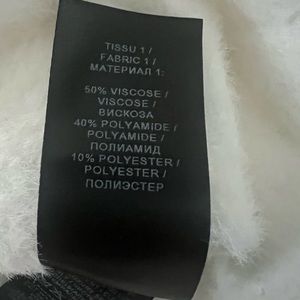 TISSU 1 /
FABRIC 1 /
МАТЕРИАЛ 1:
50% VISCOSE /
VISCOSE /
ВИСКОЗА
40% POLYAMIDE /
POLYAMIDE /
ПОЛИАМИД
10% POLYESTER /
POLYESTER /
ПОЛИЭСТЕР